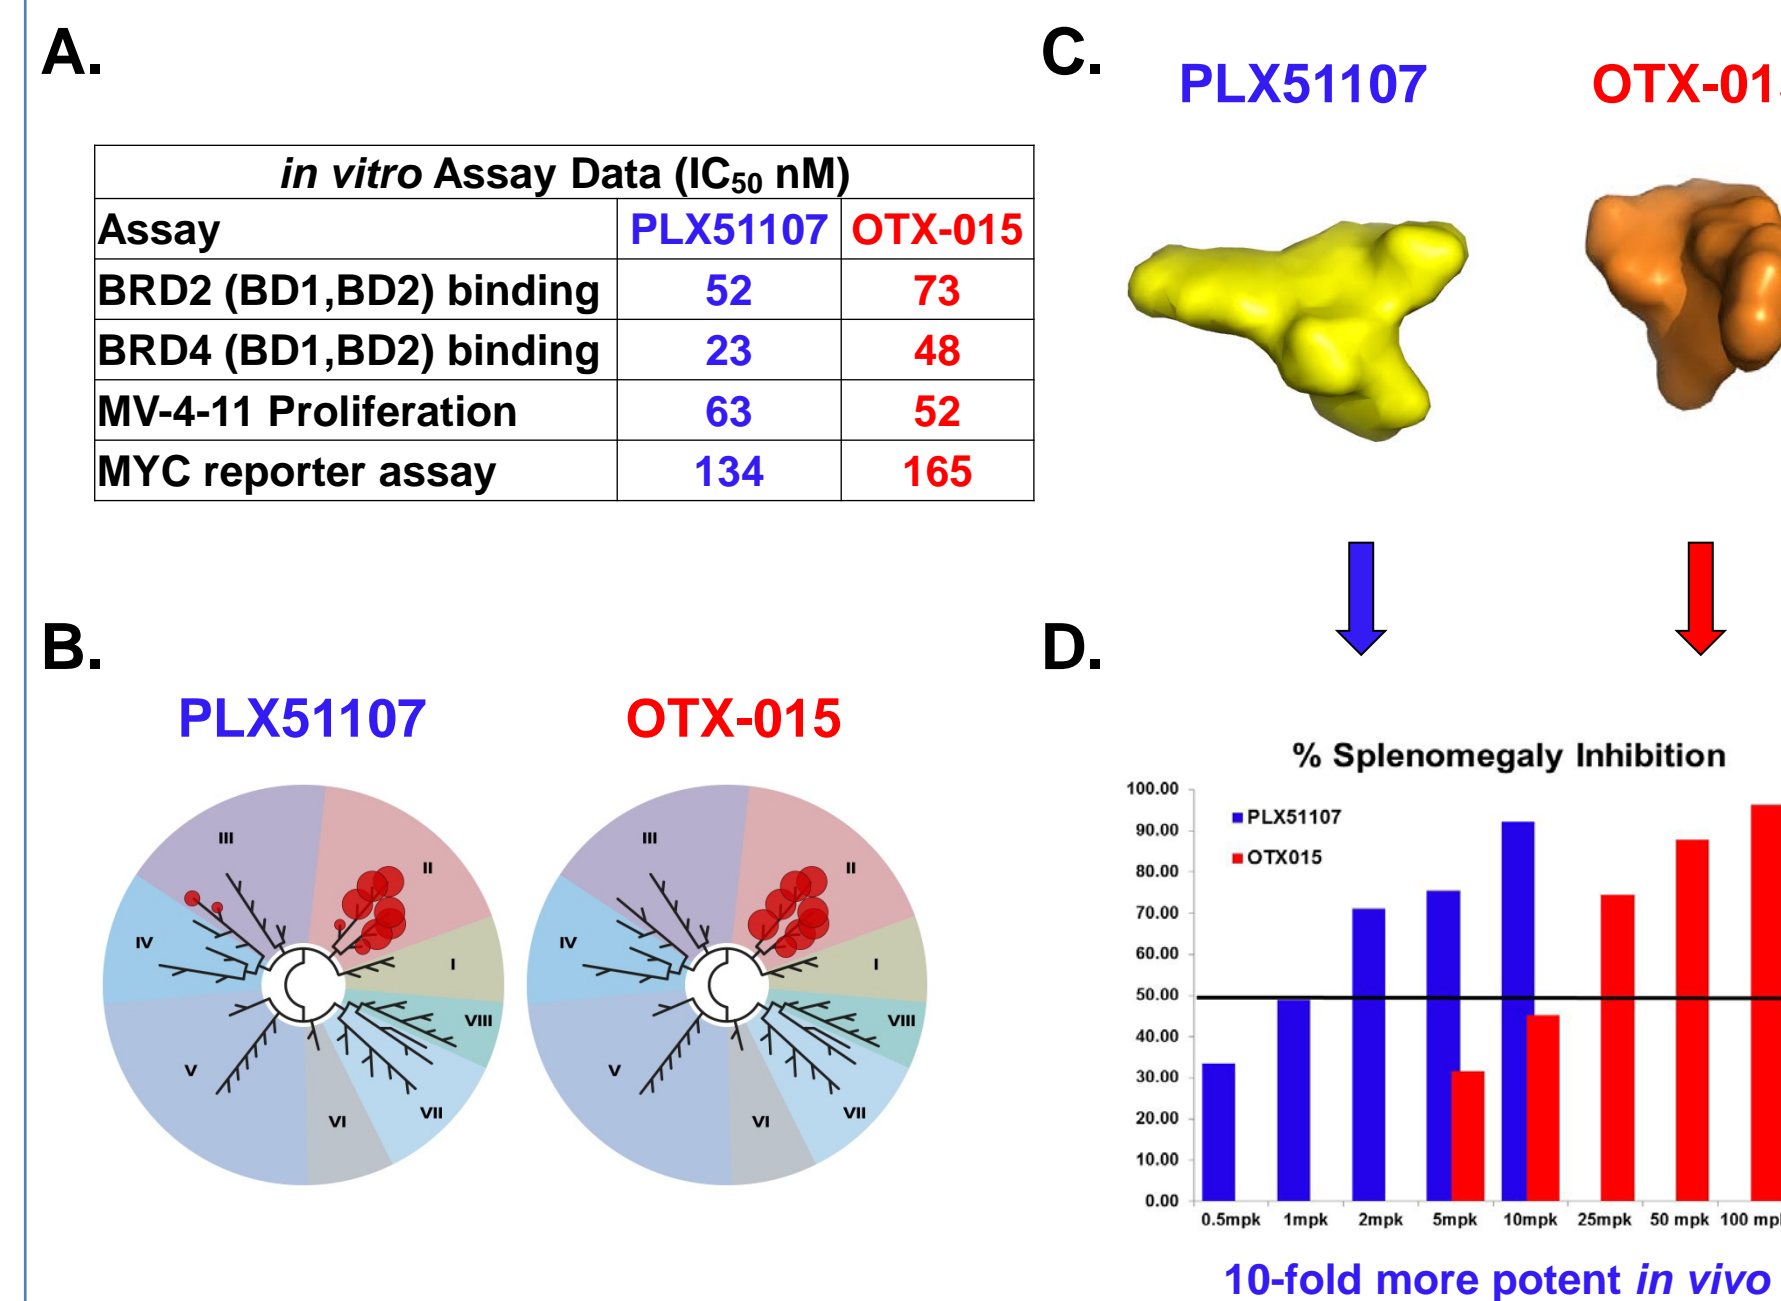 A.
in vitro Assay Data (IC50 nM)
Assay PLX51107 OTX-015
BRD2 (BD1,BD2) binding 52 73
BRD4 (BD1,BD2) binding 23 48
MV-4-11 Proliferation 63 52
MYC reporter assay 134 165
B.
PLX51107 OTX-015
III
II
IV
I
VIII
V
VII
VI
III
II
IV
I
VIII
V
VII
VI
C.
PLX51107 OTX-01
D.
% Splenomegaly Inhibition
PLX51107
OTX015
100.00
90.00
80.00
70.00
60.00
50.00
40.00
30.00
20.00
10.00
0.00
0.5mpk 1mpk 2mpk 5mpk 10mpk 25mpk 50 mpk 100 mp
10-fold more potent in vivo